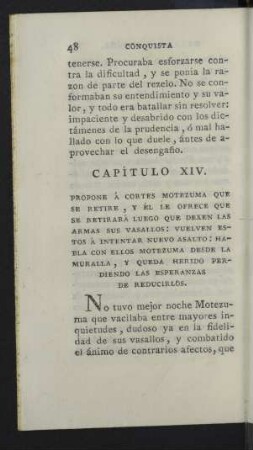 48 CONQUISTA
tenerse. Procuraba esforzarse con-
tra la dificultad, y se ponia la ra-
zon de parte del rezelo. No se con-
formaban su entendimiento y su va-
lor, y todo era batallar sin resolver:
impaciente y desabrido con los dic-
támenes de la prudencia, ó mal ha-
llado con lo que duele, ántes de a-
provechar el desengaño.
CAPÍTULO XIV.
PROPONE Á CORTES MOTEZUMA QUE
SE RETIRE, Y ÉL LE OFRECE QUE
SE RETIRARÁ LUEGO QUE DEXEN LAS
ARMAS SUS VASALLOS: VUELVEN ES-
TOS Á INTENTAR NUEVO ASALTO: HA-
BLA CON ELLOS MOTEZUMA DESDE LA
MURALLA, Y QUEDA HERIDO PER-
DIENDO LAS ESPERANZAS
DE REDUCIRLOS.
No tuvo mejor noche Motezu-
ma que vacilaba entre mayores in-
quietudes, dudoso ya en la fideli-
dad de sus vasallos, y combatido
el ánimo de contrarios afectos, que